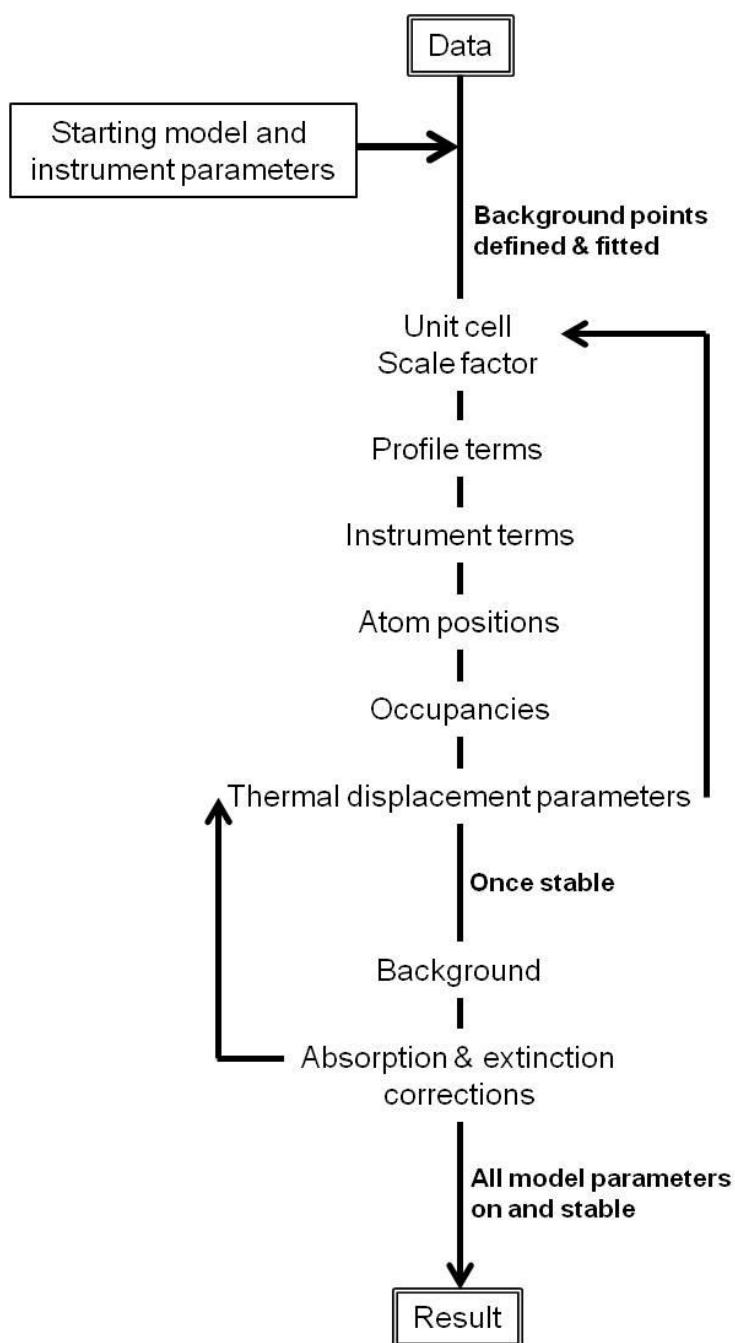 Data
Starting model and
instrument parameters
Background points
defined & fitted
Unit cell
Scale factor
Profile terms
Instrument terms
Atom positions
Occupancies
Thermal displacement parameters
Once stable
Background
Absorption & extinction
corrections
All model parameters
on and stable
Result